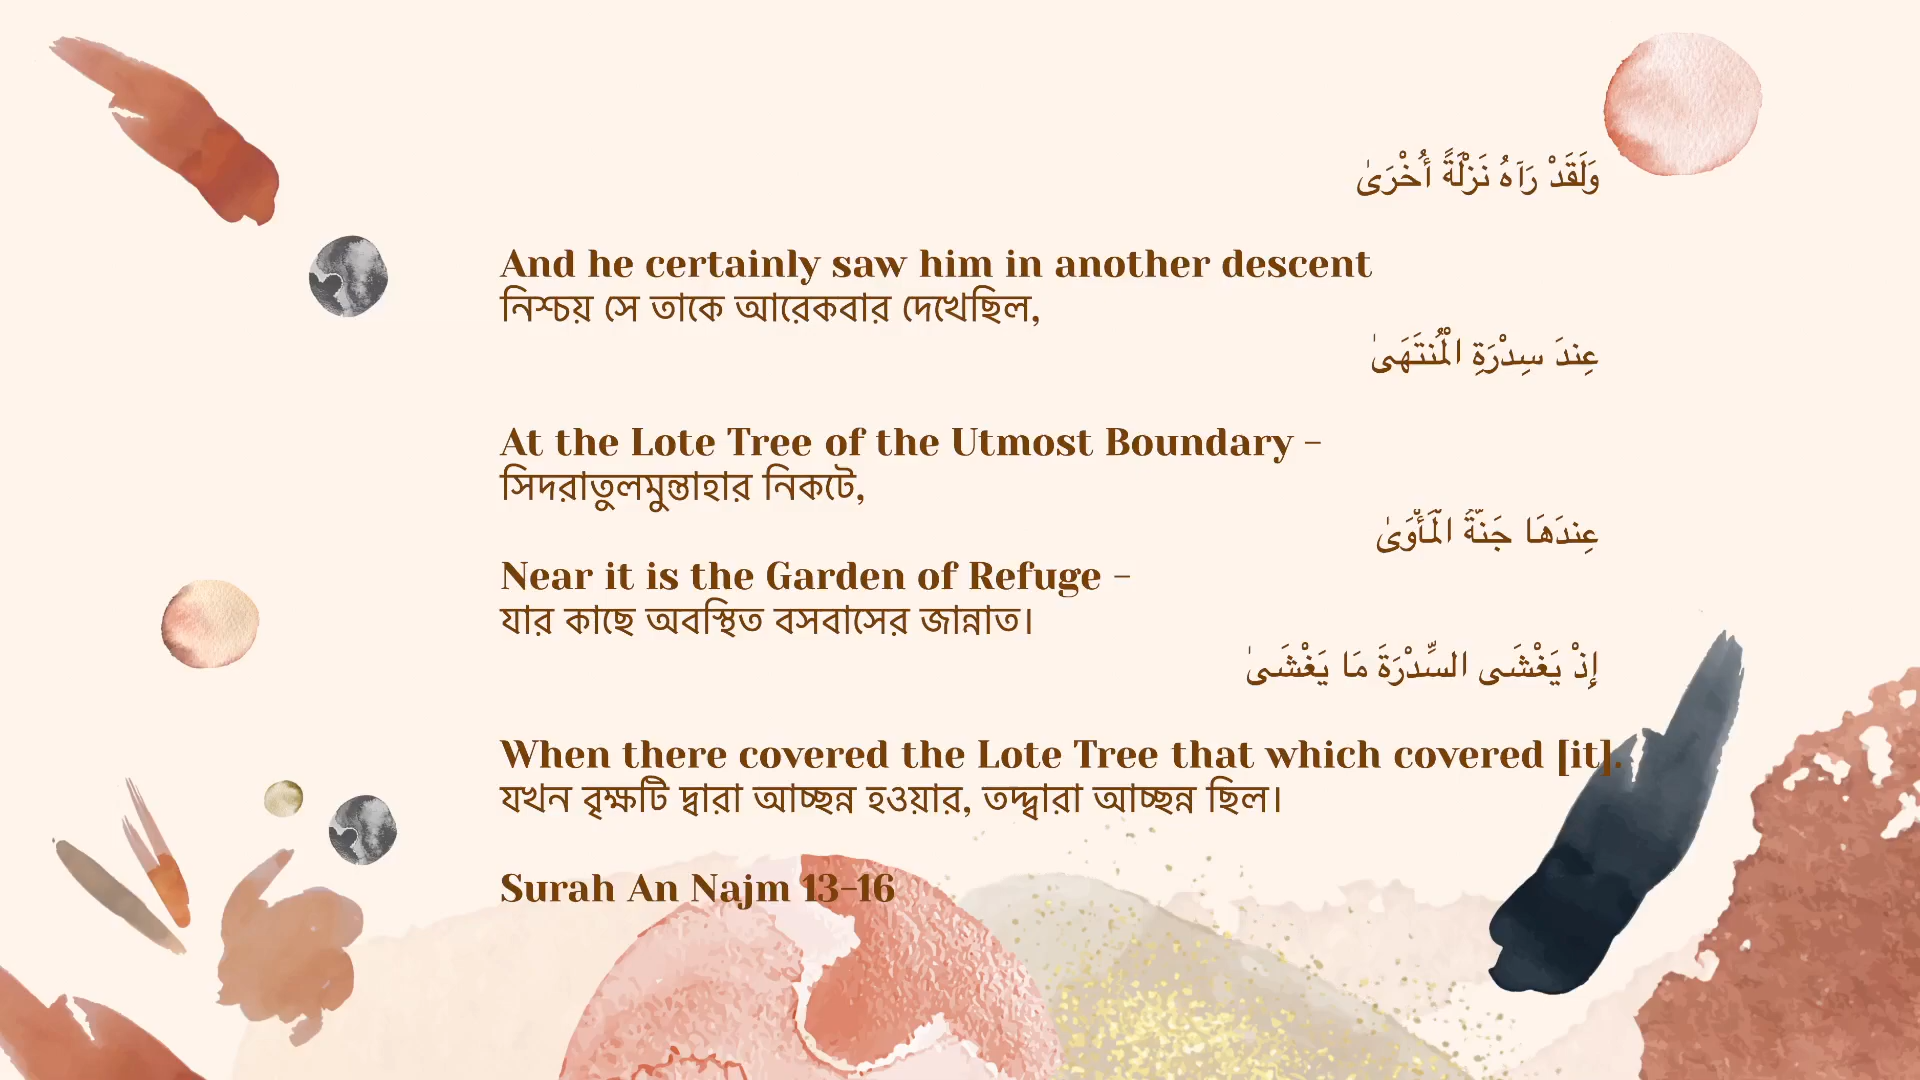 وَلَقَدْ رَآهُ نَزْلَةً أُخْرَىٰ
And he certainly saw him in another descent
নিশ্চয় সে তাকে আরেকবার দেখেছিল,
عِندَ سِدْرَةِ الْمُنتَهَىٰ
At the Lote Tree of the Utmost Boundary –
সিদরাতুলমুন্তাহার নিকটে,
عِندَهَا جَنَّةُ الْمَأْوَىٰ
Near it is the Garden of Refuge –
যার কাছে অবস্থিত বসবাসের জান্নাত।
إِذْ يَغْشَى السِّدْرَةَ مَا يَغْشَىٰ
When there covered the Lote Tree that which covered [it].
যখন বৃক্ষটি দ্বারা আচ্ছন্ন হওয়ার, তদ্দ্বারা আচ্ছন্ন ছিল।
Surah An Najm 13-16